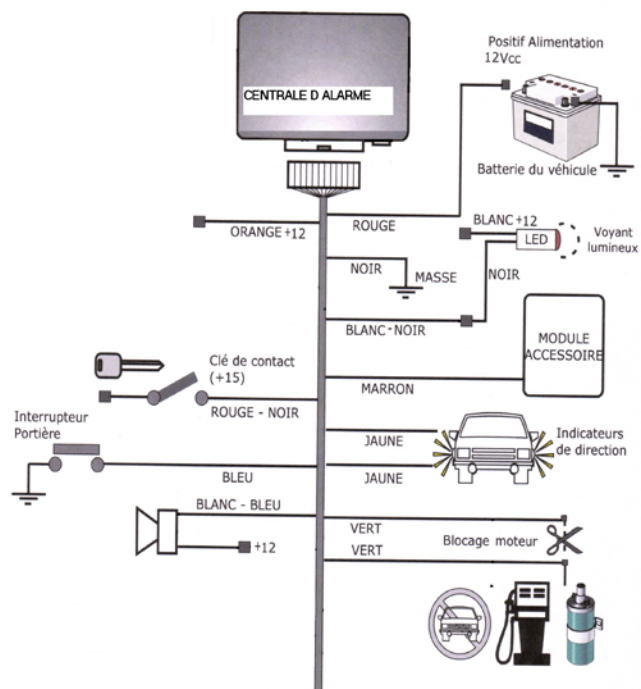 CENTRALE D ALARME
Positif Alimentation
12Vcc
Batterie du véhicule
ORANGE +12
ROUGE
BLANC+12
LED
Voyant
lumineux
NOIR
MASSE
NOIR
BLANC-NOIR
MODULE
ACCESSOIRE
Clé de contact
(+15)
MARRON
ROUGE - NOIR
Interrupteur
Portière
JAUNE
Indicateurs
de direction
BLEU
JAUNE
BLANC - BLEU
+12
VERT
Blocage moteur
VERT